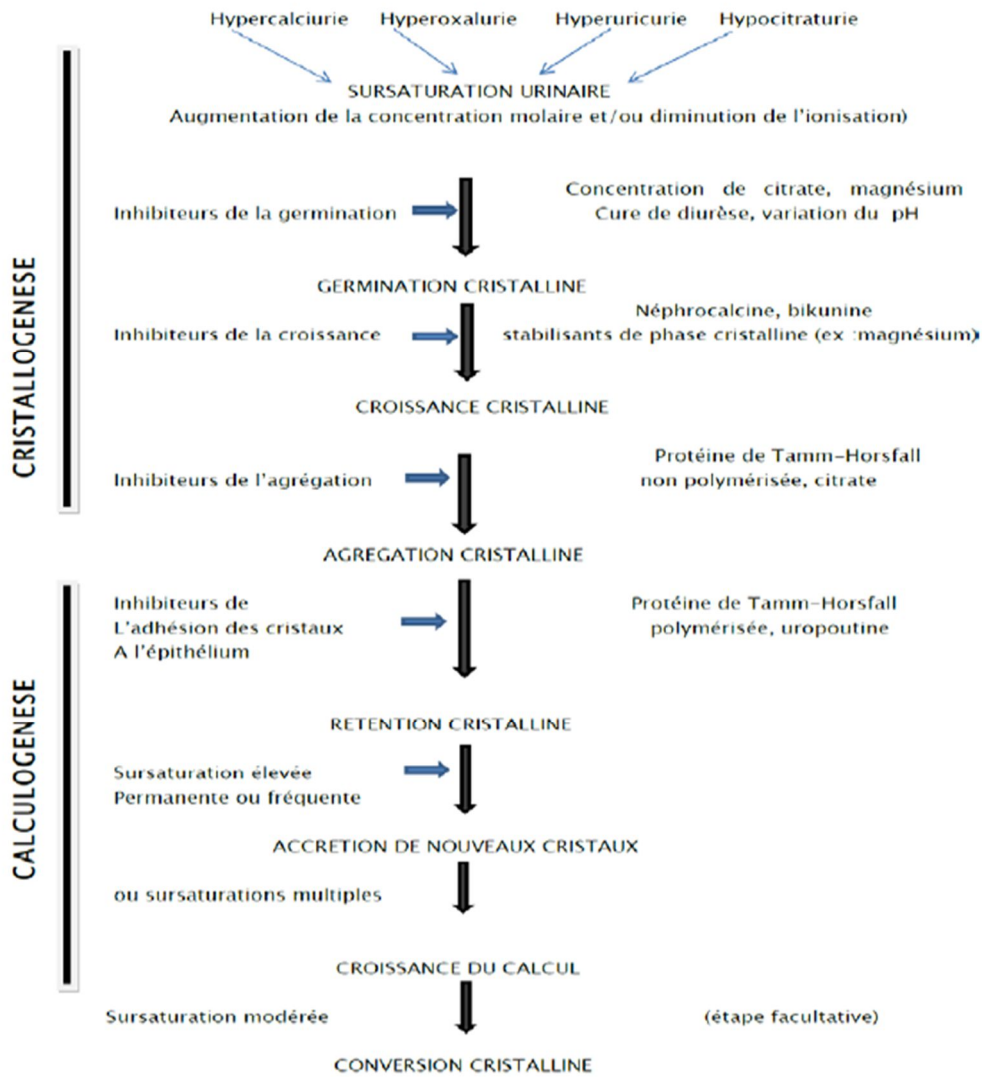 Hypercalciurie Hyperoxalurie Hyperuricurie Hypocitraturie
SURSATURATION URINAIRE
Augmentation de la concentration molaire et/ou diminution de l'ionisation)
CRISTALLOGENESE
Inhibiteurs de la germination
Concentration de citrate, magnésium
Cure de diurèse, variation du pH
GERMINATION CRISTALLINE
Inhibiteurs de la croissance
Néphrocalcine, bikunine
stabilisants de phase cristalline (ex :magnésium)
CROISSANCE CRISTALLINE
Inhibiteurs de l'agrégation
Protéine de Tamm-Horsfall
non polymérisée, citrate
AGREGATION CRISTALLINE
CALCULOGENESE
Inhibiteurs de
L'adhésion des cristaux
A l'épithélium
Protéine de Tamm-Horsfall
polymérisée, uropoutine
RETENTION CRISTALLINE
Sursaturation élevée
Permanente ou fréquente
ACCRETION DE NOUVEAUX CRISTAUX
ou sursaturations multiples
CROISSANCE DU CALCUL
Sursaturation modérée
(étape facultative)
CONVERSION CRISTALLINE